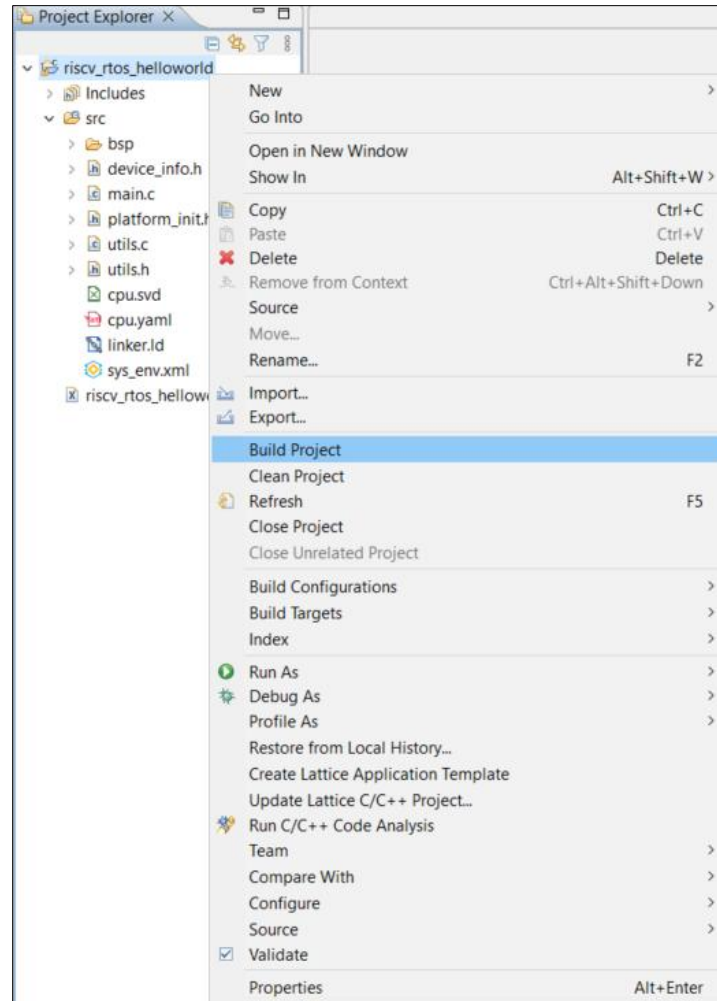 Project Explorer
riscv_rtos_helloworld
Includes
src
bsp
device_info.h
main.c
platform_init.h
utils.c
utils.h
cpu.svd
cpu.yaml
linker.ld
sys_env.xml
riscv_rtos_hellow
New
Go Into
Open in New Window
Show In Alt+Shift+W
Copy Ctrl+C
Paste Ctrl+V
Delete Delete
Remove from Context Ctrl+Alt+Shift+Down
Source
Move...
Rename... F2
Import...
Export...
Build Project
Clean Project
Refresh F5
Close Project
Close Unrelated Project
Build Configurations
Build Targets
Index
Run As
Debug As
Profile As
Restore from Local History...
Create Lattice Application Template
Update Lattice C/C++ Project...
Run C/C++ Code Analysis
Team
Compare With
Configure
Source
Validate
Properties Alt+Enter